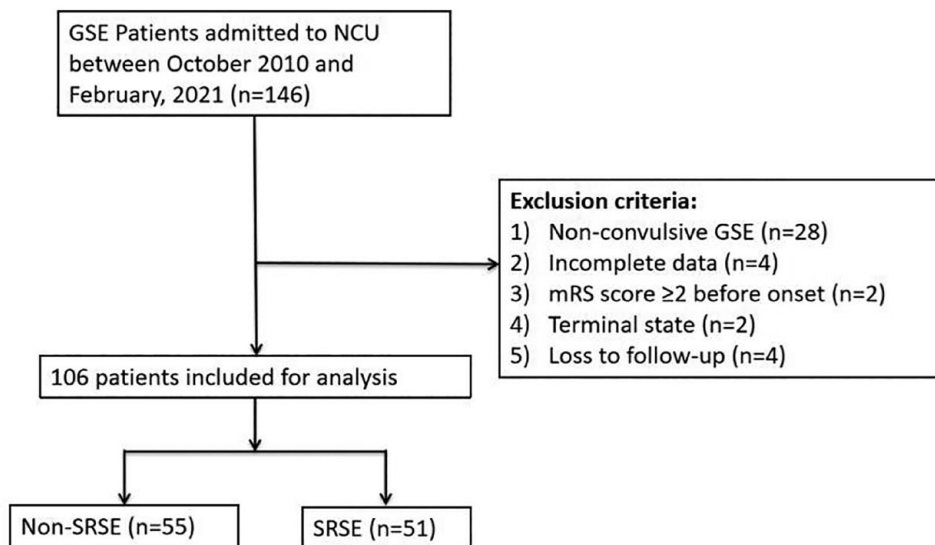 GSE Patients admitted to NCU
between October 2010 and
February, 2021 (n=146)
Exclusion criteria:
1) Non-convulsive GSE (n=28)
2) Incomplete data (n=4)
3) mRS score ≥2 before onset (n=2)
4) Terminal state (n=2)
5) Loss to follow-up (n=4)
106 patients included for analysis
Non-SRSE (n=55)
SRSE (n=51)